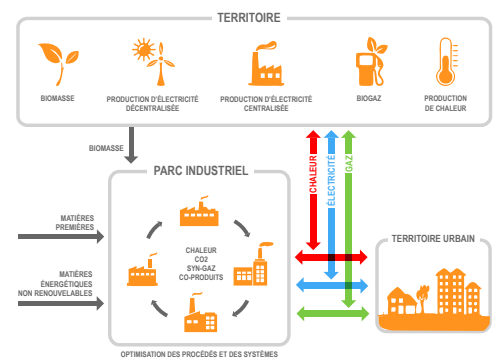 TERRITOIRE
BIOMASSE
PRODUCTION D'ÉLECTRICITÉ
DÉCENTRALISÉE
PRODUCTION D'ÉLECTRICITÉ
CENTRALISÉE
BIOGAZ
PRODUCTION
DE CHALEUR
BIOMASSE
CHALEUR
ÉLECTRICITÉ
GAZ
PARC INDUSTRIEL
MATIÈRES
PREMIÈRES
CHALEUR
CO2
SYN-GAZ
CO-PRODUITS
TERRITOIRE URBAIN
MATIÈRES
ÉNERGÉTIQUES
NON RENOUVELABLES
OPTIMISATION DES PROCÉDÉS ET DES SYSTÈMES